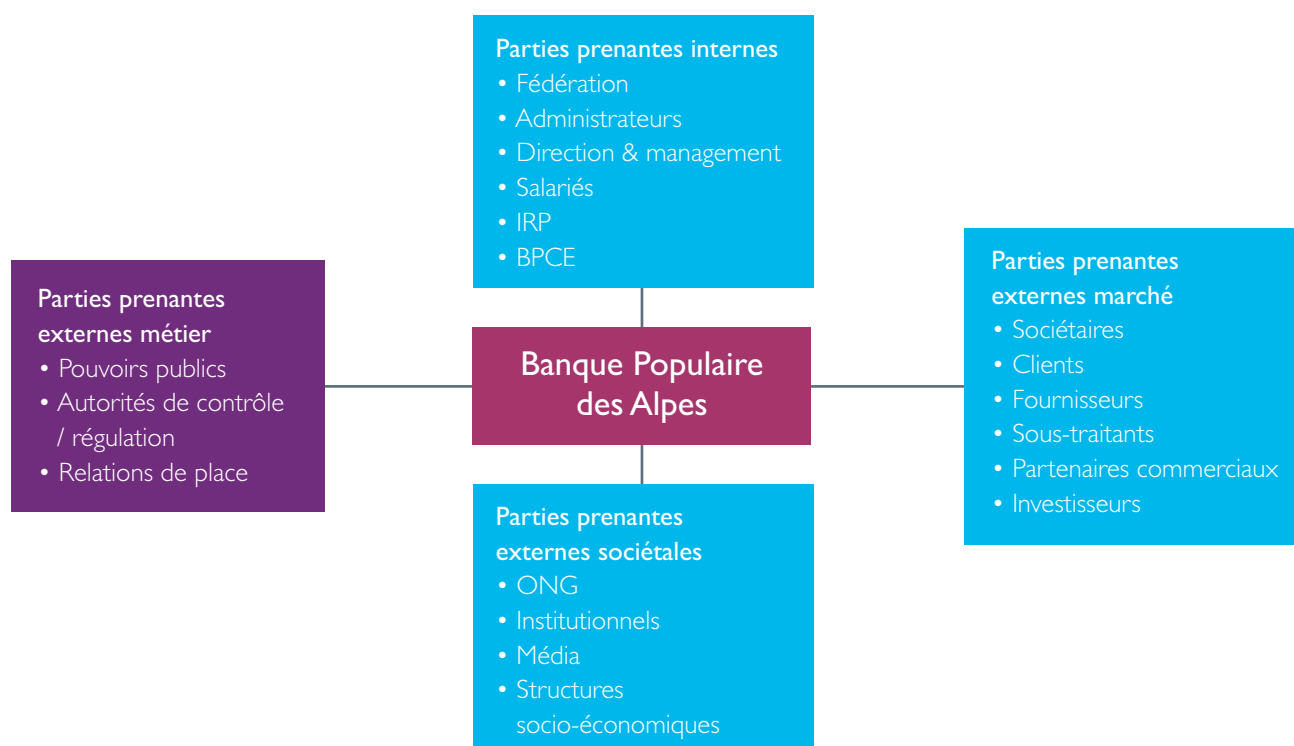 Parties prenantes internes
• Fédération
• Administrateurs
• Direction & management
• Salariés
• IRP
• BPCE
Parties prenantes
externes métier
• Pouvoirs publics
• Autorités de contrôle
/ régulation
• Relations de place
Banque Populaire
des Alpes
Parties prenantes
externes marché
• Sociétaires
• Clients
• Fournisseurs
• Sous-traitants
• Partenaires commerciaux
• Investisseurs
Parties prenantes
externes sociétales
• ONG
• Institutionnels
• Média
• Structures
socio-économiques